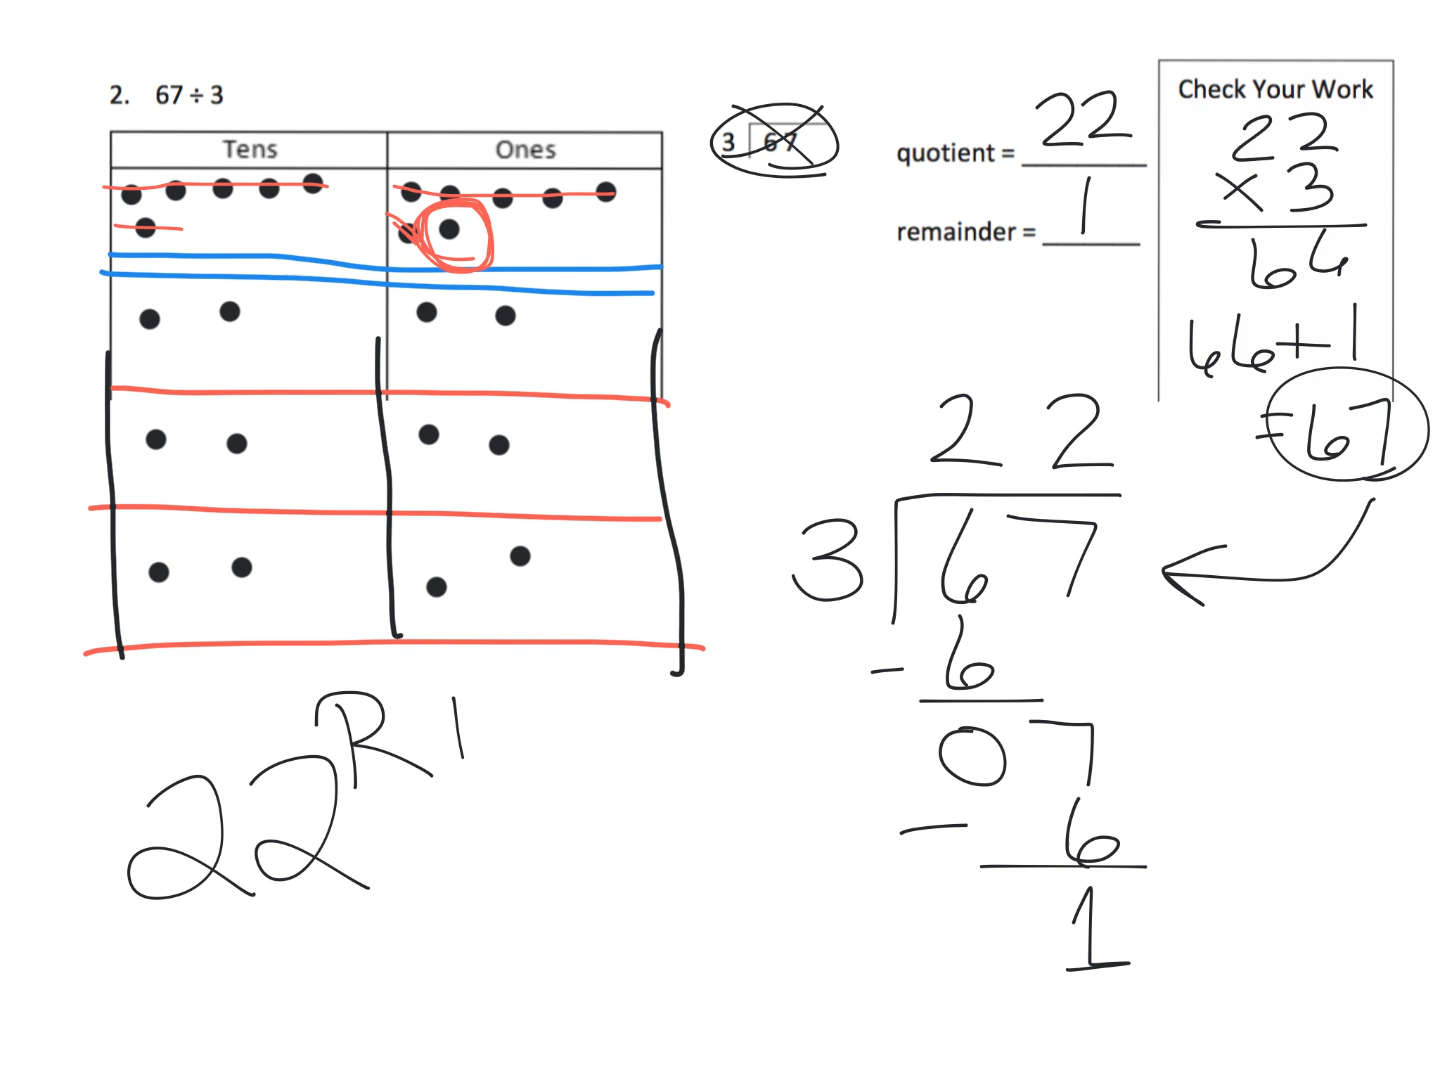 2. 67 ÷ 3
Tens Ones
3 67
quotient = 22
remainder = 1
Check Your Work
22
× 3
66
66 + 1
= 67
22
3 67
- 6
07
- 6
1
22 R 1